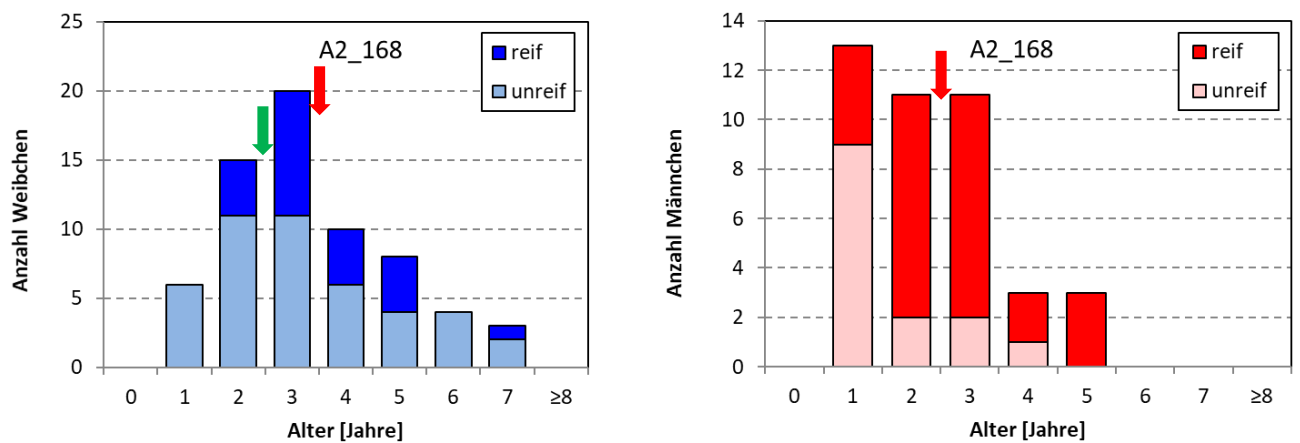 25
20
15
10
5
0
Anzahl Weibchen
A2_168
reif
unreif
0 1 2 3 4 5 6 7 ≥8
Alter [Jahre]
14
12
10
8
6
4
2
0
Anzahl Männchen
A2_168
reif
unreif
0 1 2 3 4 5 6 7 ≥8
Alter [Jahre]